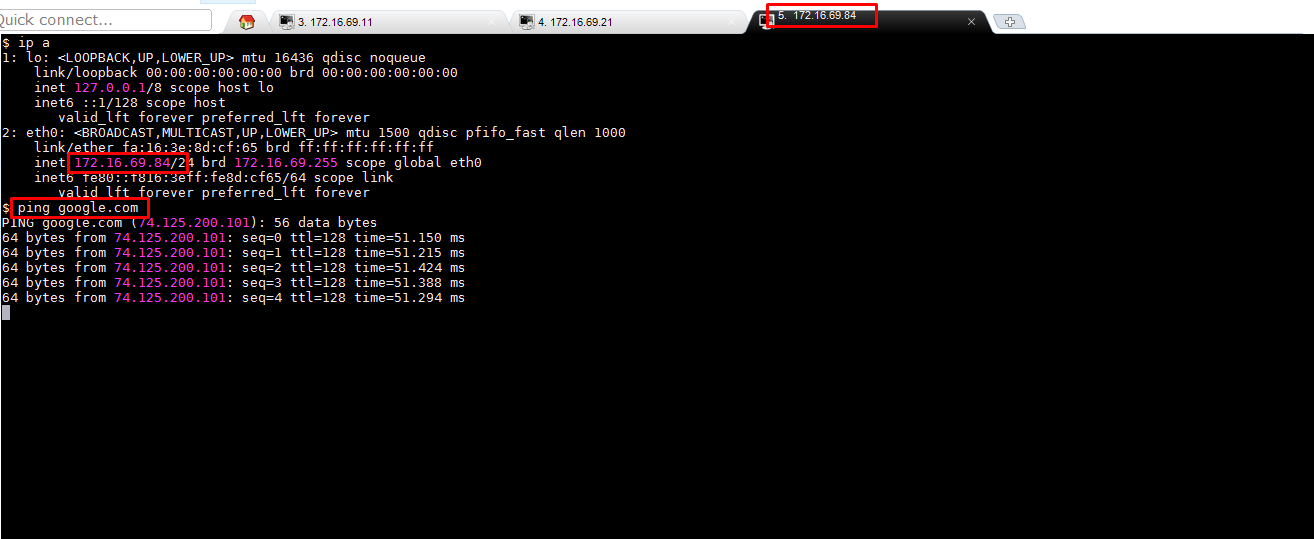 Quick connect...
3. 172.16.69.11
4. 172.16.69.21
5. 172.16.69.84
$ ip a
1: lo: <LOOPBACK,UP,LOWER_UP> mtu 16436 qdisc noqueue
link/loopback 00:00:00:00:00:00 brd 00:00:00:00:00:00
inet 127.0.0.1/8 scope host lo
inet6 ::1/128 scope host
valid_lft forever preferred_lft forever
2: eth0: <BROADCAST,MULTICAST,UP,LOWER_UP> mtu 1500 qdisc pfifo_fast qlen 1000
link/ether fa:16:3e:8d:cf:65 brd ff:ff:ff:ff:ff:ff
inet 172.16.69.84/24 brd 172.16.69.255 scope global eth0
inet6 fe80::f816:3eff:fe8d:cf65/64 scope link
valid_lft forever preferred_lft forever
$ ping google.com
PING google.com (74.125.200.101): 56 data bytes
64 bytes from 74.125.200.101: seq=0 ttl=128 time=51.150 ms
64 bytes from 74.125.200.101: seq=1 ttl=128 time=51.215 ms
64 bytes from 74.125.200.101: seq=2 ttl=128 time=51.424 ms
64 bytes from 74.125.200.101: seq=3 ttl=128 time=51.388 ms
64 bytes from 74.125.200.101: seq=4 ttl=128 time=51.294 ms